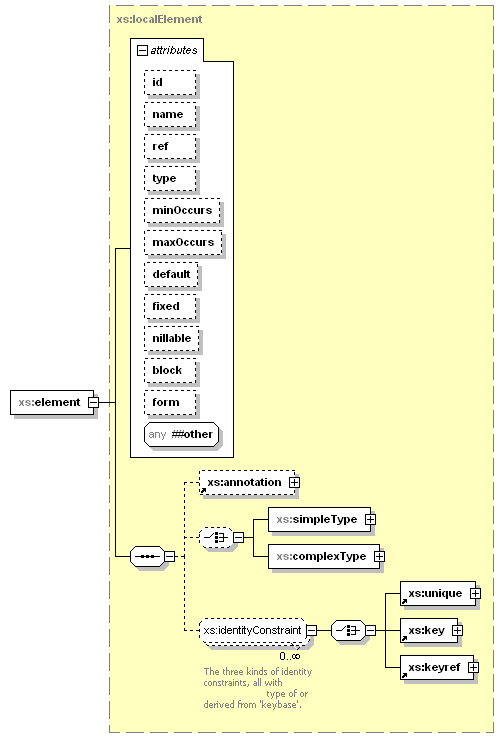 xs:localElement
attributes
id
name
ref
type
minOccurs
maxOccurs
default
fixed
nillable
block
form
any ##other
xs:element
xs:annotation
xs:simpleType
xs:complexType
xs:identityConstraint
0..∞
The three kinds of identity
constraints, all with
type of or
derived from 'keybase'.
xs:unique
xs:key
xs:keyref